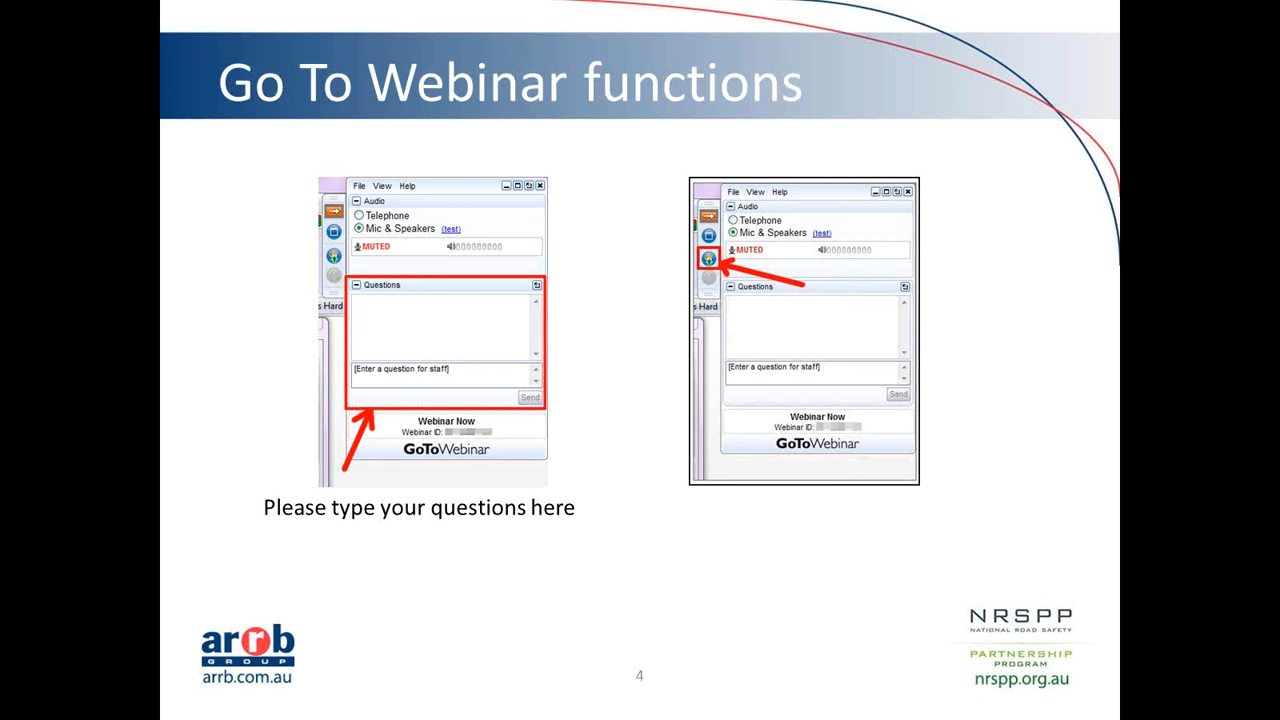 Go To Webinar functions
File View Help
Audio
Telephone
Mic & Speakers (test)
MUTED
Questions
s Hard
[Enter a question for staff]
Send
Webinar Now
Webinar ID:
GoToWebinar
Please type your questions here
File View Help
Audio
Telephone
Mic & Speakers (test)
MUTED
Questions
s Hard
[Enter a question for staff]
Send
Webinar Now
Webinar ID:
GoToWebinar
arrb
GROUP
arrb.com.au
4
NRSPP
NATIONAL ROAD SAFETY
PARTNERSHIP
PROGRAM
nrspp.org.au